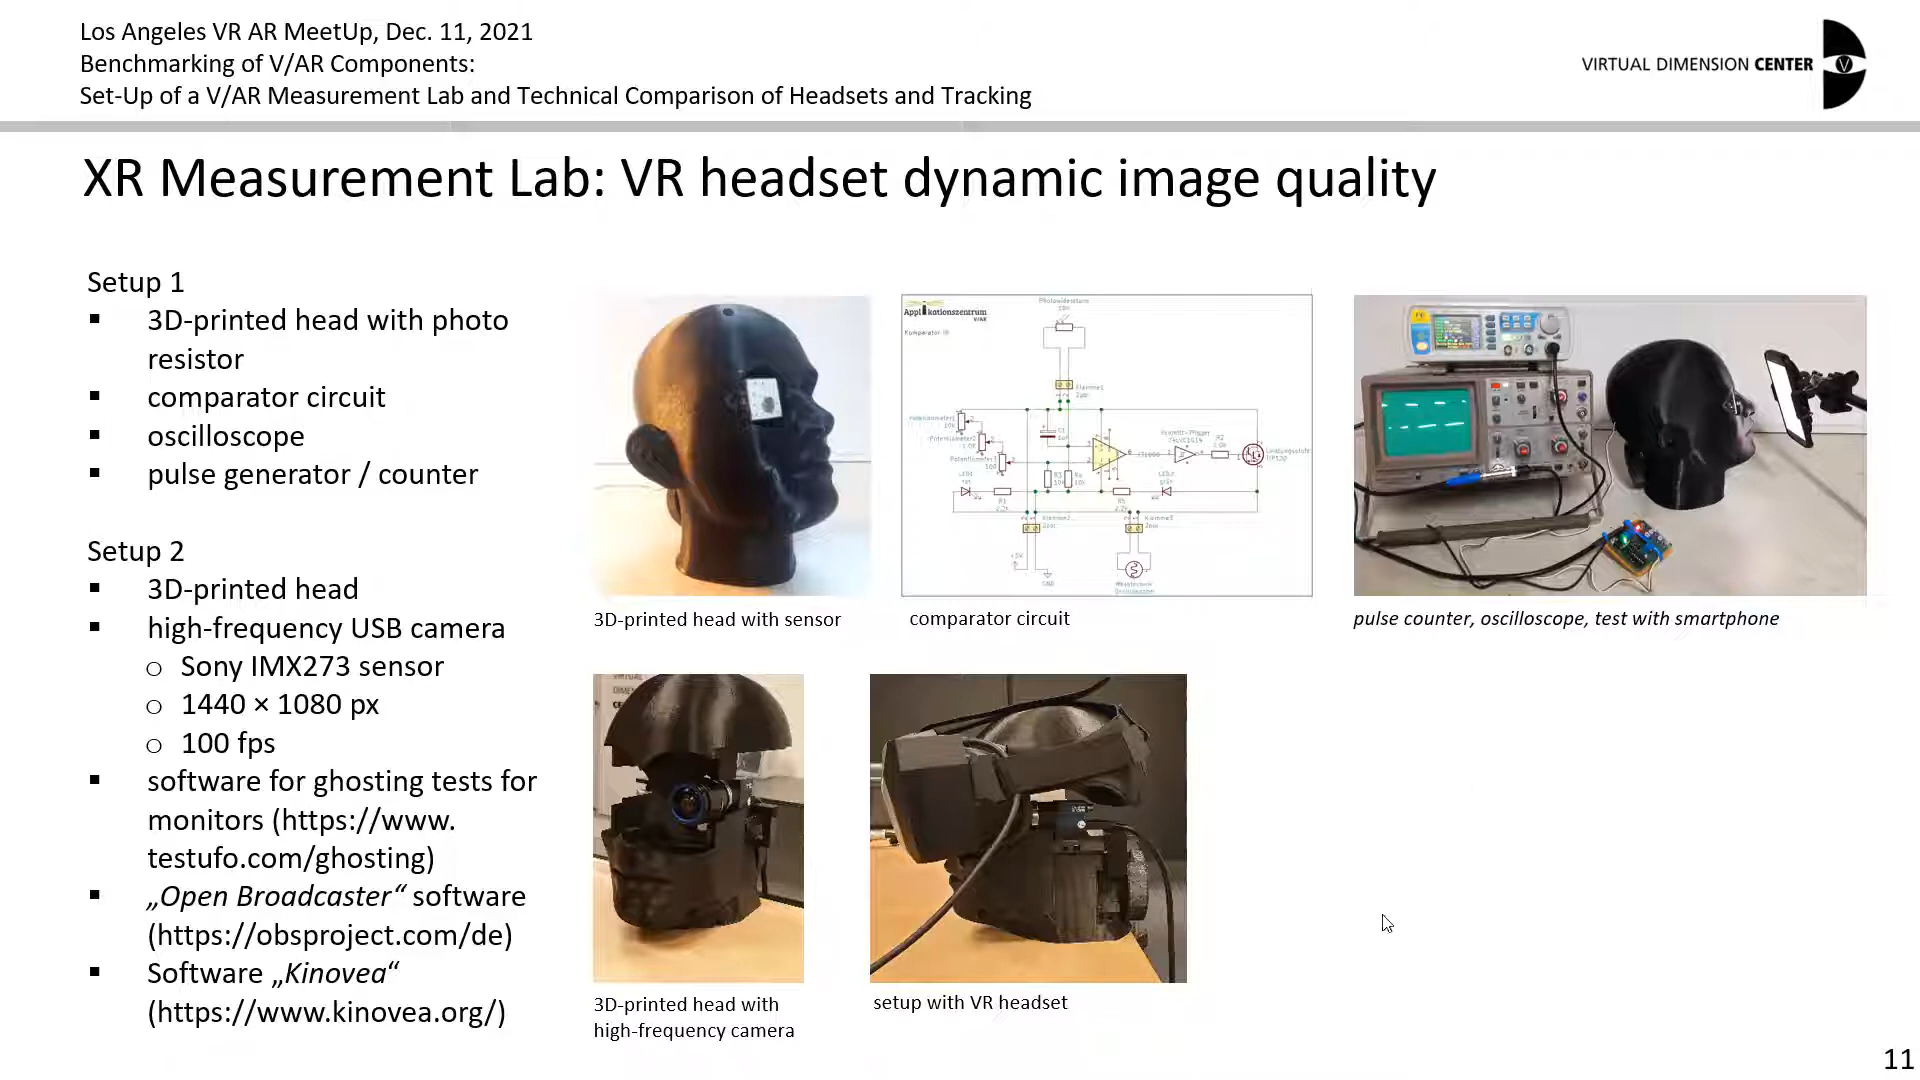 Los Angeles VR AR MeetUp, Dec. 11, 2021
Benchmarking of V/AR Components:
Set-Up of a V/AR Measurement Lab and Technical Comparison of Headsets and Tracking
VIRTUAL DIMENSION CENTER
V
XR Measurement Lab: VR headset dynamic image quality
Setup 1
▪ 3D-printed head with photo
resistor
▪ comparator circuit
▪ oscilloscope
▪ pulse generator / counter
Setup 2
▪ 3D-printed head
▪ high-frequency USB camera
o Sony IMX273 sensor
o 1440 × 1080 px
o 100 fps
▪ software for ghosting tests for
monitors (https://www.
testufo.com/ghosting)
▪ „Open Broadcaster“ software
(https://obsproject.com/de)
▪ Software „Kinovea“
(https://www.kinovea.org/)
Applikationszentrum
V/AR
3D-printed head with sensor
comparator circuit
pulse counter, oscilloscope, test with smartphone
3D-printed head with
high-frequency camera
setup with VR headset
11